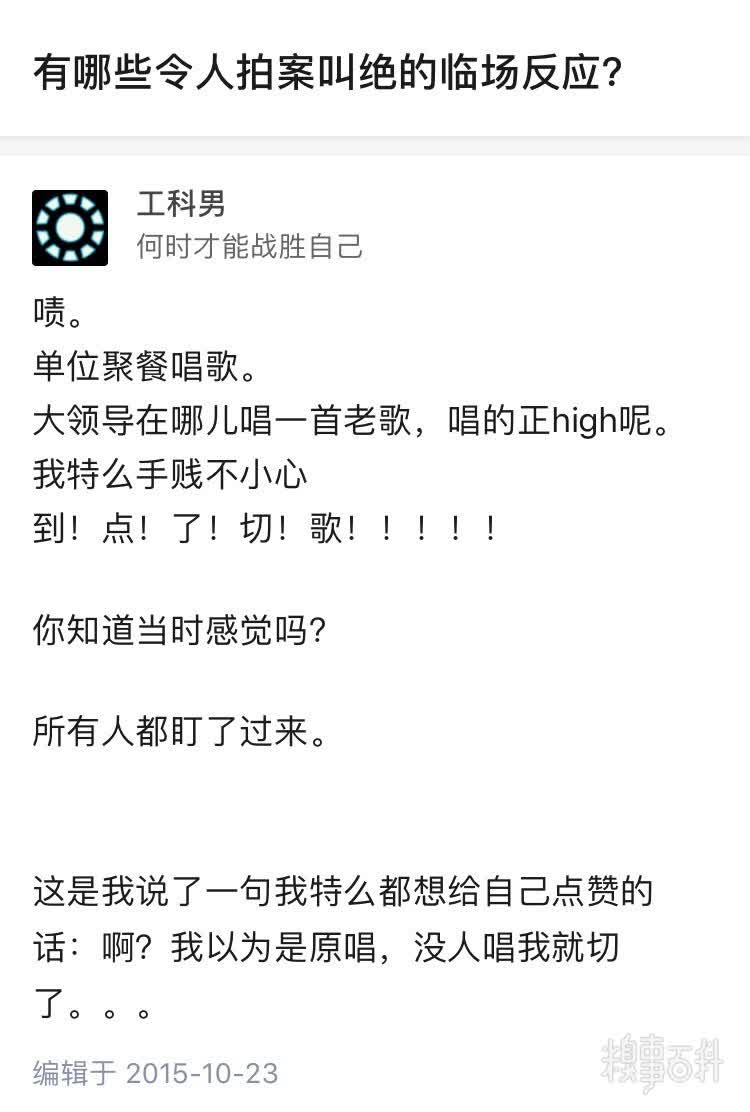 有哪些令人拍案叫绝的临场反应?
工科男
何时才能战胜自己
啧。
单位聚餐唱歌。
大领导在哪儿唱一首老歌，唱的正high呢。
我特么手贱不小心
到！点！了！切！歌！！！！！
你知道当时感觉吗?
所有人都盯了过来。
这是我说了一句我特么都想给自己点赞的
话：啊？我以为是原唱，没人唱我就切
了。。。
编辑于 2015-10-23
糗事百科